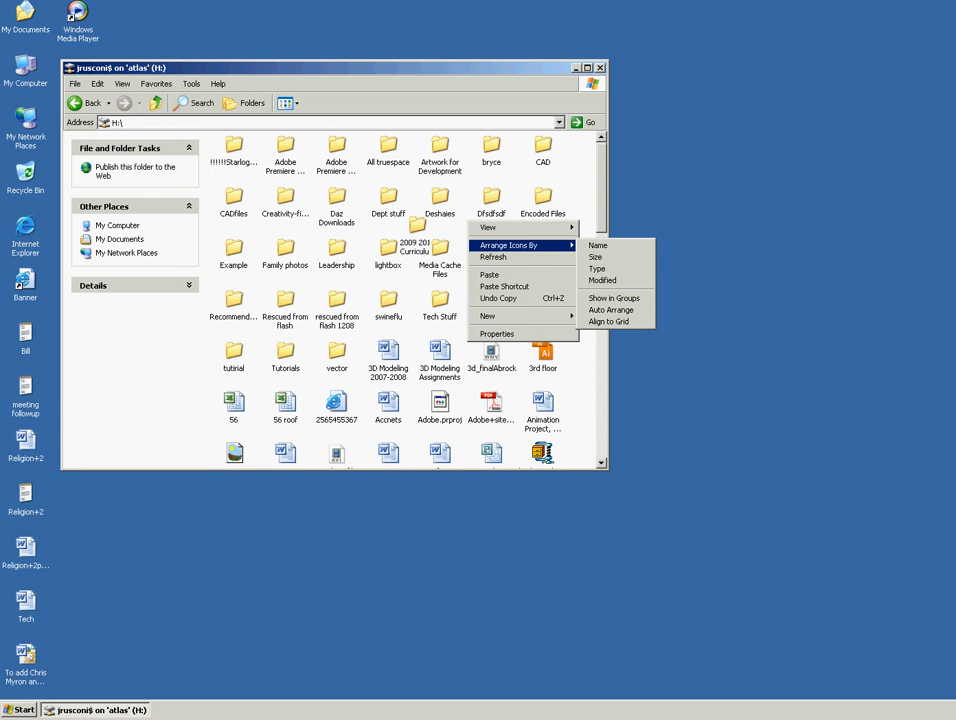 My Documents
Windows
Media Player
My Computer
My Network
Places
Recycle Bin
Internet
Explorer
Banner
Bill
meeting
followup
Religion+2
Religion+2
Religion+2p...
Tech
To add Chris
Myron an...
jrusconi$ on 'atlas' (H:)
File Edit View Favorites Tools Help
Back Search Folders
Address H:\ Go
File and Folder Tasks
Publish this folder to the
Web
Other Places
My Computer
My Documents
My Network Places
Details
!!!!!!Starlog... Adobe Adobe All truespace Artwork for bryce CAD
Premiere ... Premiere ... Development
CADfiles Creativity-fi... Daz Dept stuff Deshaies Dfsdfsdf Encoded Files
Downloads
2009 201
Curriculu
Example Family photos Leadership lightbox Media Cache
Files
Recommend... Rescued from rescued from swineflu Tech Stuff
flash flash 1208
tutirial Tutorials vector 3D Modeling 3D Modeling 3d_finalAbrock 3rd floor
2007-2008 Assignments
56 56 roof 2565455367 Accnets Adobe.prproj Adobe+site... Animation
Project, ...
View
Arrange Icons By
Refresh
Paste
Paste Shortcut
Undo Copy Ctrl+Z
New
Properties
Name
Size
Type
Modified
Show in Groups
Auto Arrange
Align to Grid
Start jrusconi$ on 'atlas' (H:)